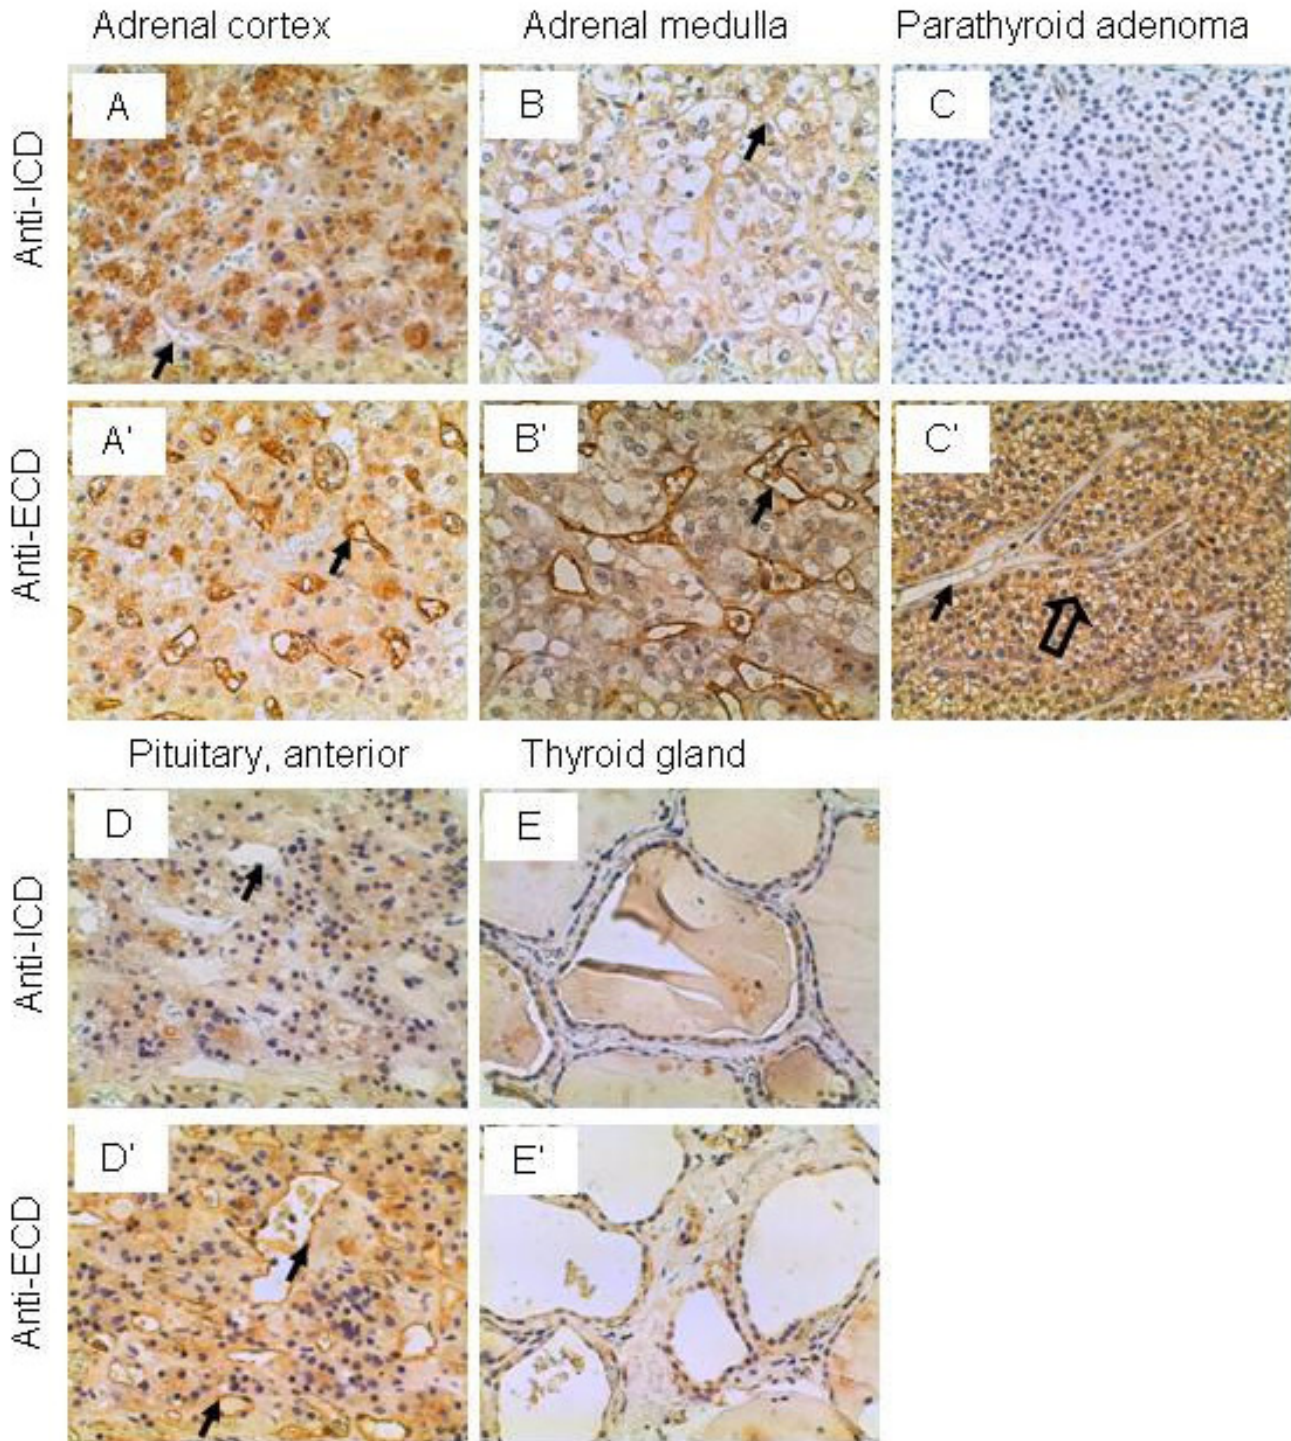 Adrenal cortex Adrenal medulla Parathyroid adenoma
Anti-ICD
A B C
Anti-ECD
A' B' C'
Pituitary, anterior Thyroid gland
Anti-ICD
D E
Anti-ECD
D' E'